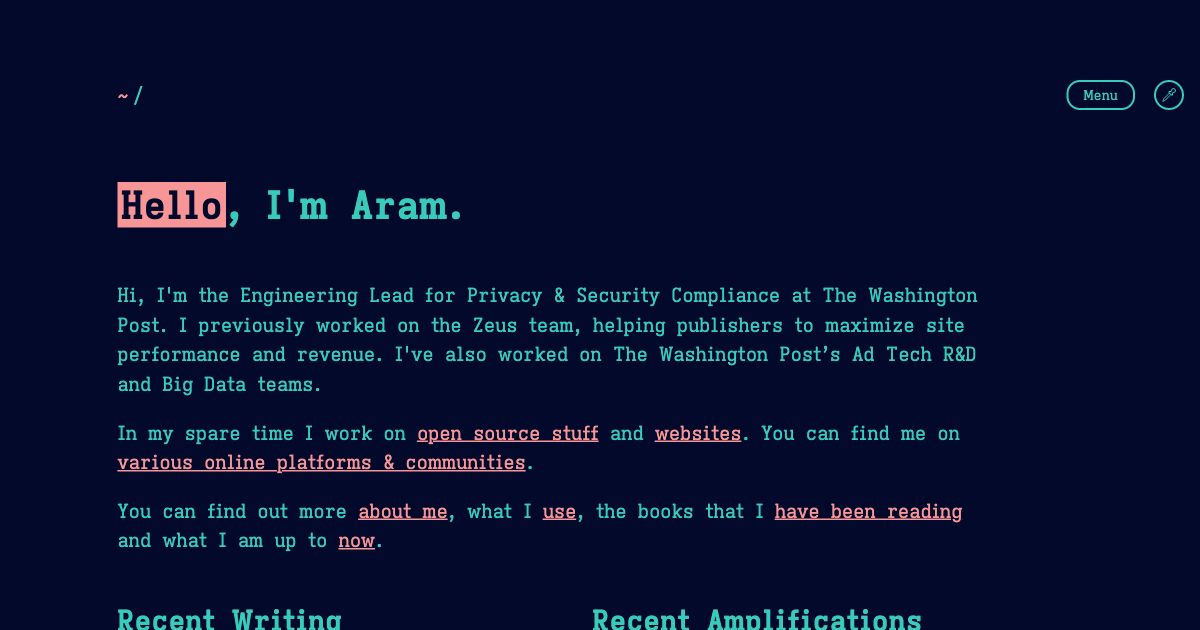 ~/
Menu
Hello, I'm Aram.
Hi, I'm the Engineering Lead for Privacy & Security Compliance at The Washington
Post. I previously worked on the Zeus team, helping publishers to maximize site
performance and revenue. I've also worked on The Washington Post’s Ad Tech R&D
and Big Data teams.
In my spare time I work on open source stuff and websites. You can find me on
various online platforms & communities.
You can find out more about me, what I use, the books that I have been reading
and what I am up to now.
Recent Writing
Recent Amplifications